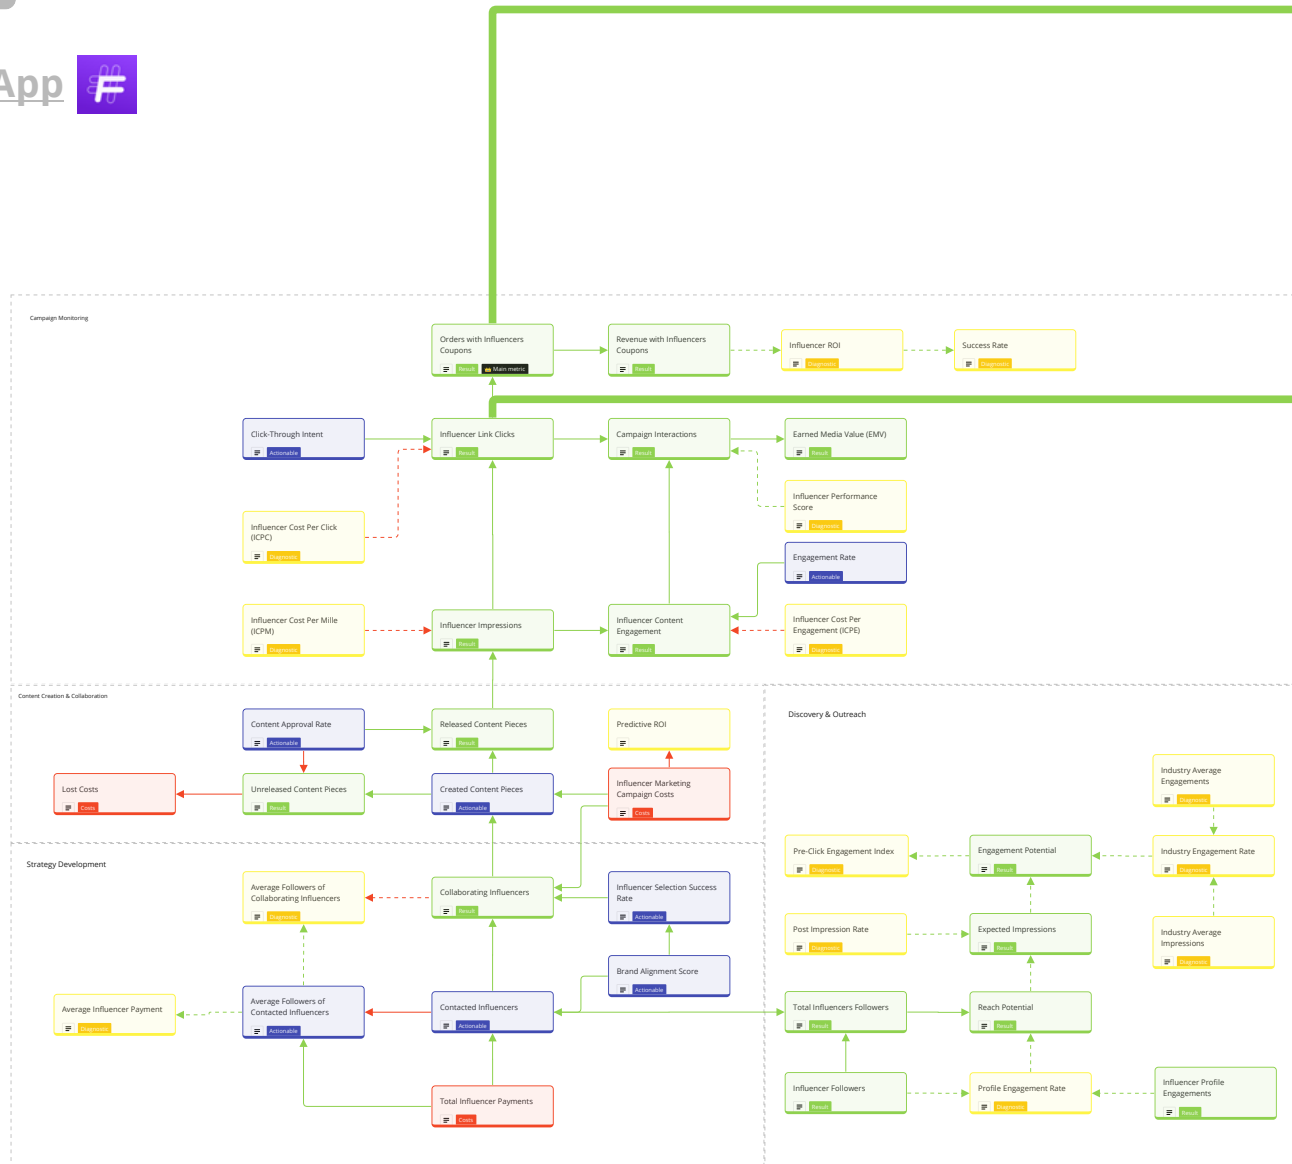 App
Campaign Monitoring
Orders with Influencers
Coupons
Result
Main metric
Revenue with Influencers
Coupons
Result
Influencer ROI
Diagnostic
Success Rate
Diagnostic
Click-Through Intent
Actionable
Influencer Link Clicks
Result
Campaign Interactions
Result
Earned Media Value (EMV)
Result
Influencer Performance
Score
Diagnostic
Influencer Cost Per Click
(ICPC)
Diagnostic
Engagement Rate
Actionable
Influencer Cost Per Mille
(ICPM)
Diagnostic
Influencer Impressions
Result
Influencer Content
Engagement
Result
Influencer Cost Per
Engagement (ICPE)
Diagnostic
Content Creation & Collaboration
Content Approval Rate
Actionable
Released Content Pieces
Result
Predictive ROI
Lost Costs
Costs
Unreleased Content Pieces
Result
Created Content Pieces
Actionable
Influencer Marketing
Campaign Costs
Costs
Strategy Development
Average Followers of
Collaborating Influencers
Diagnostic
Collaborating Influencers
Result
Influencer Selection Success
Rate
Actionable
Brand Alignment Score
Actionable
Average Influencer Payment
Diagnostic
Average Followers of
Contacted Influencers
Actionable
Contacted Influencers
Actionable
Total Influencer Payments
Costs
Discovery & Outreach
Industry Average
Engagements
Diagnostic
Pre-Click Engagement Index
Diagnostic
Engagement Potential
Result
Industry Engagement Rate
Diagnostic
Post Impression Rate
Diagnostic
Expected Impressions
Result
Industry Average
Impressions
Diagnostic
Total Influencers Followers
Result
Reach Potential
Result
Influencer Followers
Result
Profile Engagement Rate
Diagnostic
Influencer Profile
Engagements
Result